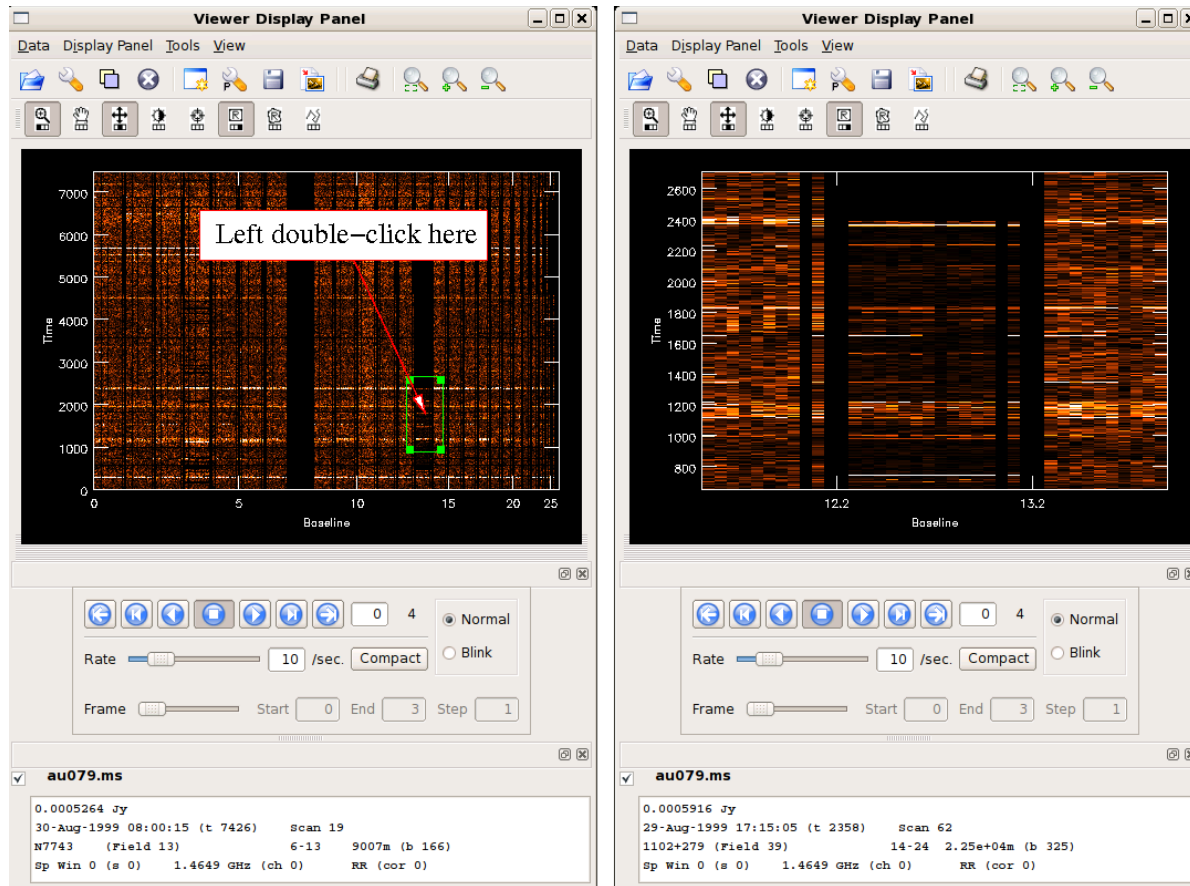 Viewer Display Panel
Data Display Panel Tools View
7000
6000
5000
4000
3000
2000
1000
0
Time
Left double-click here
0 5 10 15 20 25
Baseline
0 4
Normal
Rate 10 /sec. Compact
Blink
Frame Start 0 End 3 Step 1
au079.ms
0.0005264 Jy
30-Aug-1999 08:00:15 (t 7426) Scan 19
N7743 (Field 13) 6-13 9007m (b 166)
Sp Win 0 (s 0) 1.4649 GHz (ch 0) RR (cor 0)
Viewer Display Panel
Data Display Panel Tools View
2600
2400
2200
2000
1800
1600
1400
1200
1000
800
Time
12.2 13.2
Baseline
0 4
Normal
Rate 10 /sec. Compact
Blink
Frame Start 0 End 3 Step 1
au079.ms
0.0005916 Jy
29-Aug-1999 17:15:05 (t 2358) Scan 62
1102+279 (Field 39) 14-24 2.25e+04m (b 325)
Sp Win 0 (s 0) 1.4649 GHz (ch 0) RR (cor 0)